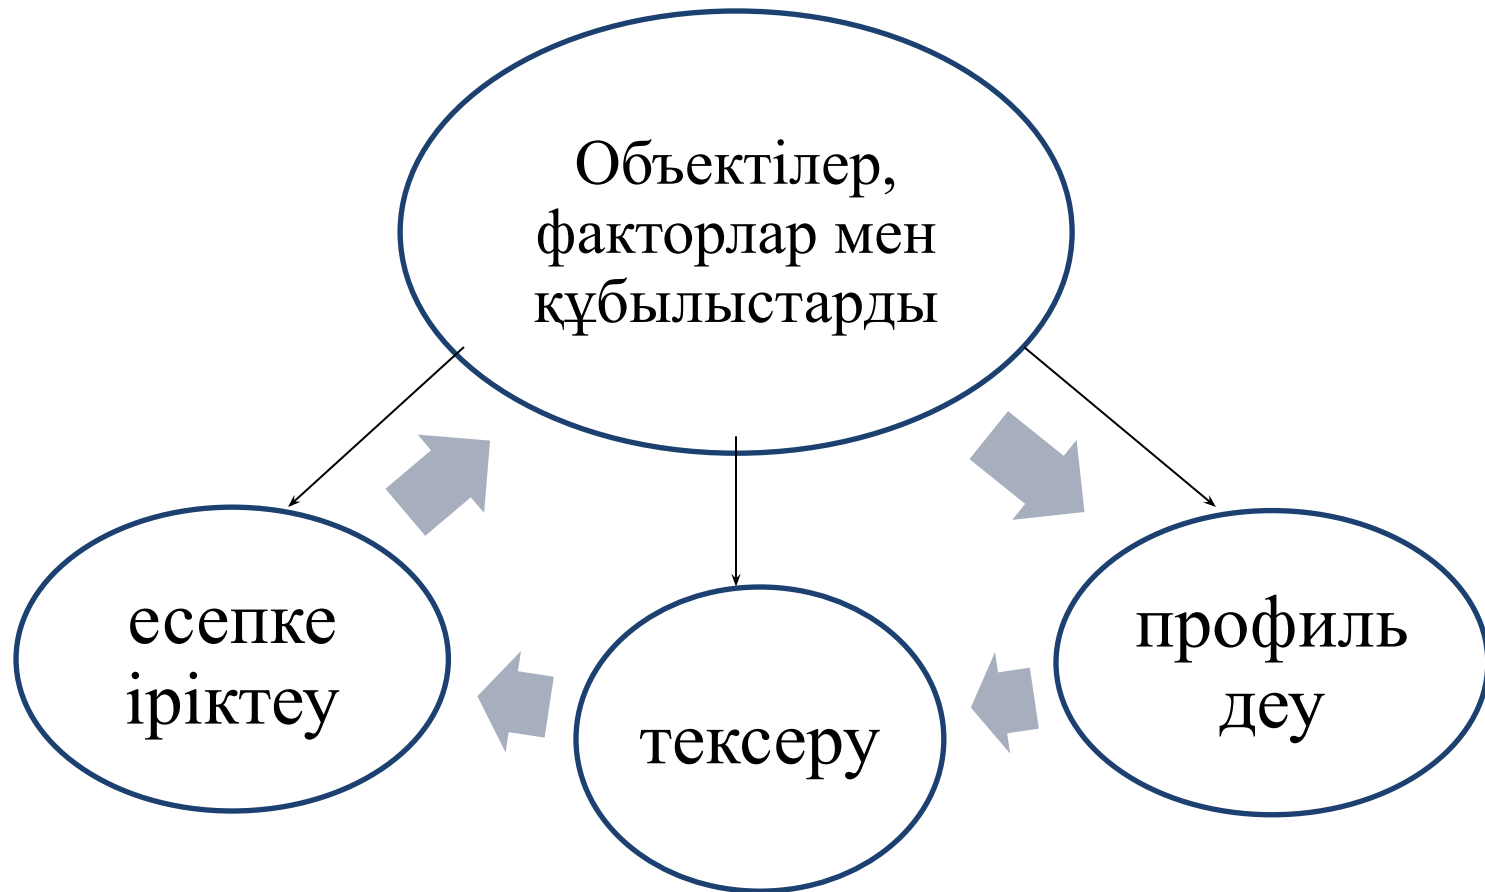 Объектілер,
факторлар мен
құбылыстарды
есепке
іріктеу
тексеру
профиль
деу